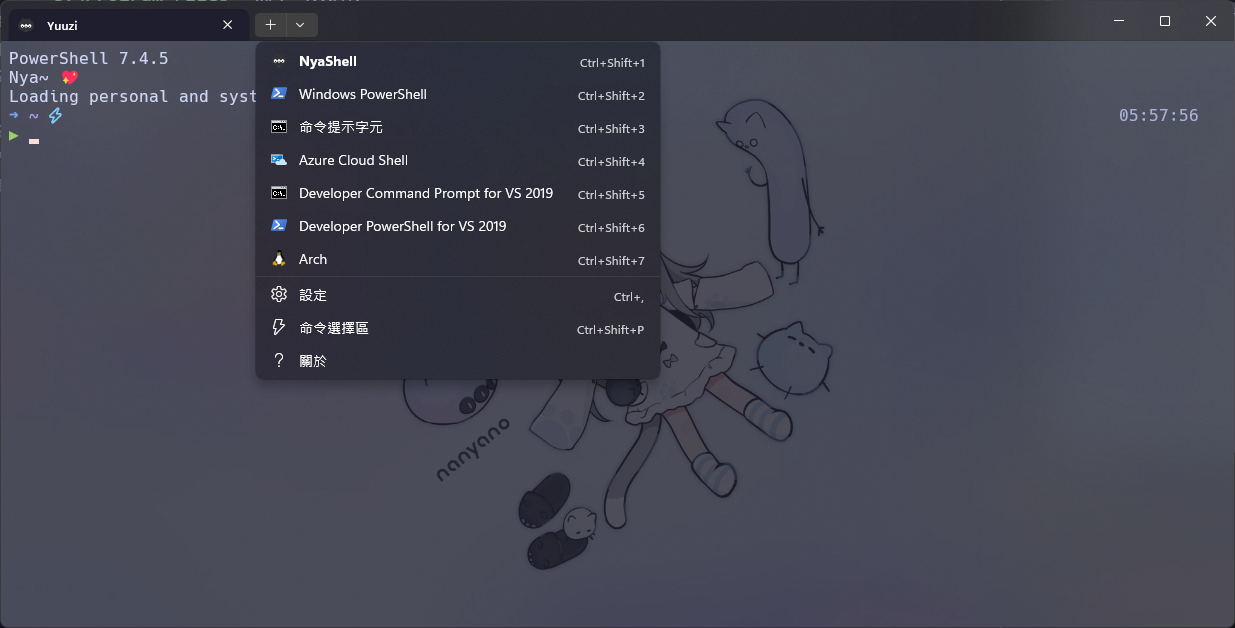 Yuuzi
PowerShell 7.4.5
Nya~ 💖
Loading personal and syst
➜ ~ ⚡
05:57:56
▶
NyaShell Ctrl+Shift+1
Windows PowerShell Ctrl+Shift+2
命令提示字元 Ctrl+Shift+3
Azure Cloud Shell Ctrl+Shift+4
Developer Command Prompt for VS 2019 Ctrl+Shift+5
Developer PowerShell for VS 2019 Ctrl+Shift+6
Arch Ctrl+Shift+7
設定 Ctrl+,
命令選擇區 Ctrl+Shift+P
關於
nanyano